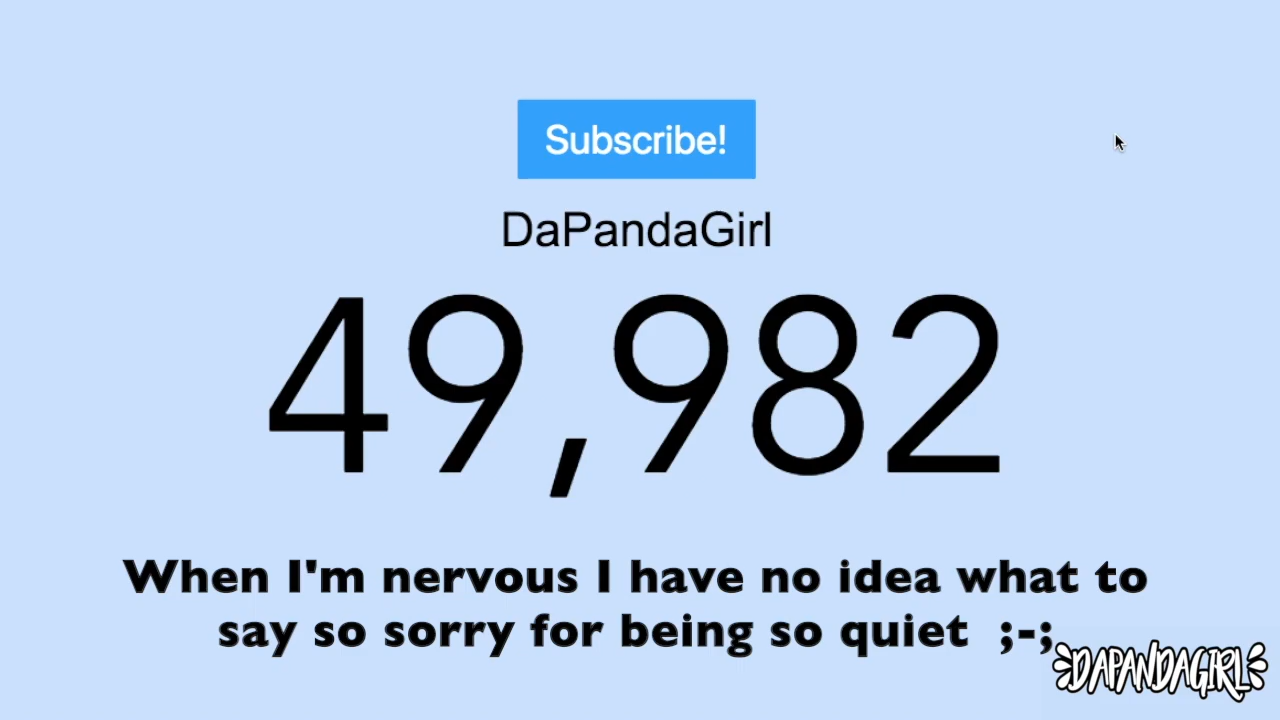 Subscribe!
DaPandaGirl
49,982
When I'm nervous I have no idea what to
say so sorry for being so quiet ;-;
DAPANDAGIRL